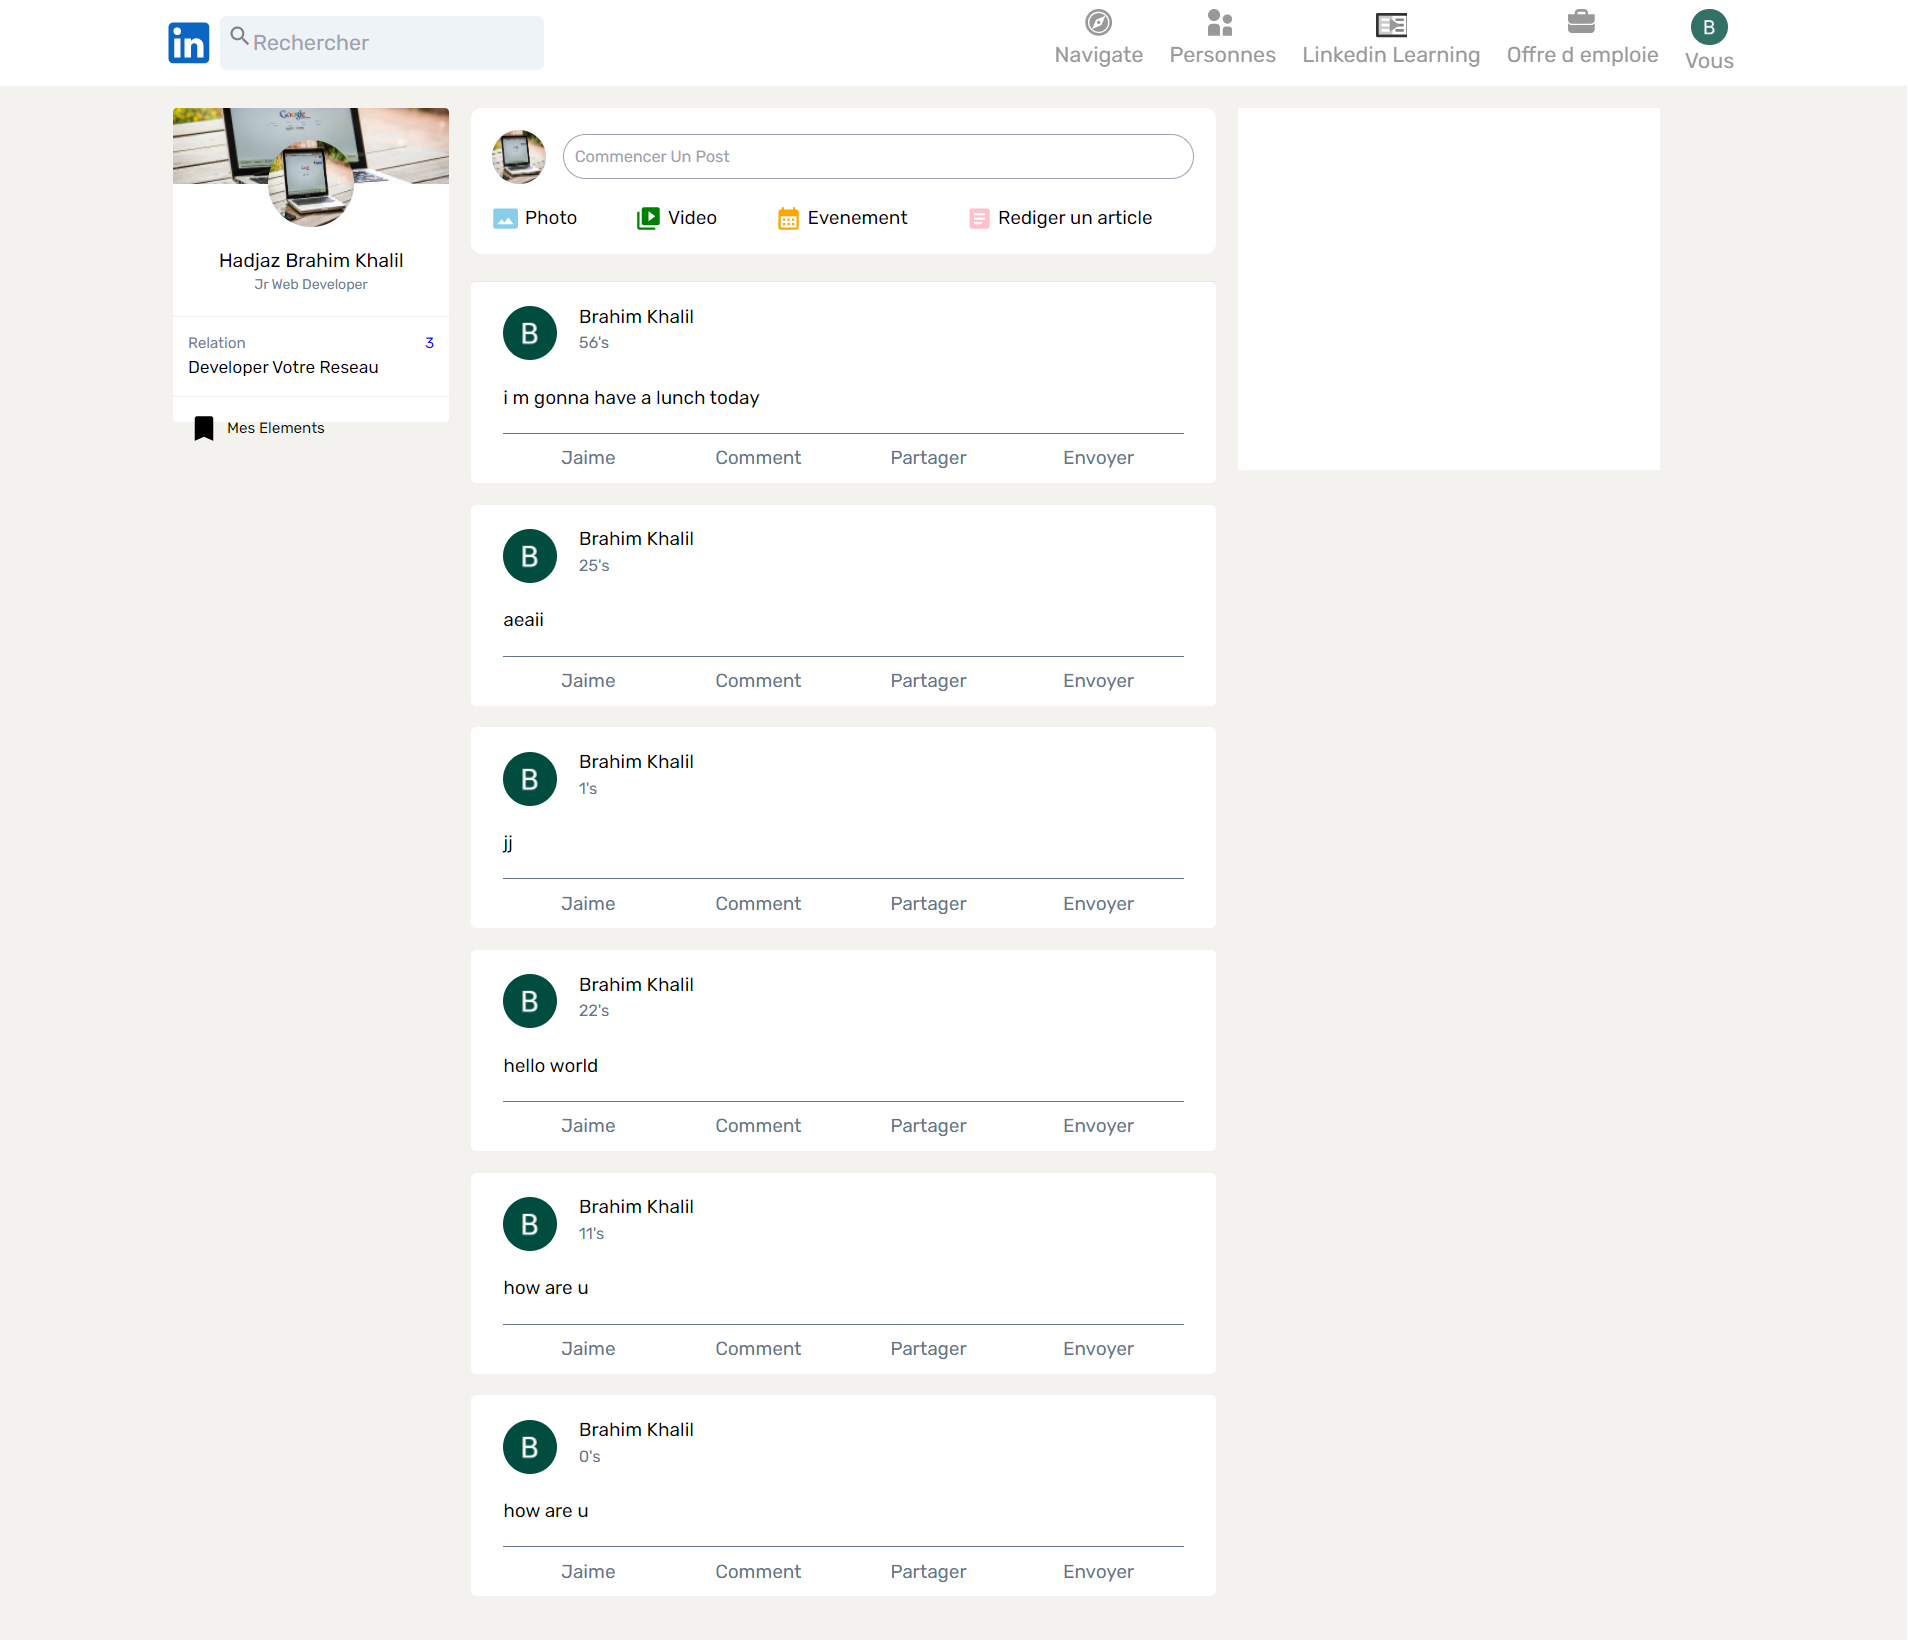 in
Rechercher
Navigate
Personnes
Linkedin Learning
Offre d emploie
B
Vous
Google
Hadjaz Brahim Khalil
Jr Web Developer
Relation 3
Developer Votre Reseau
Mes Elements
Commencer Un Post
Photo Video Evenement Rediger un article
B
Brahim Khalil
56's
i m gonna have a lunch today
Jaime Comment Partager Envoyer
B
Brahim Khalil
25's
aeaii
Jaime Comment Partager Envoyer
B
Brahim Khalil
1's
jj
Jaime Comment Partager Envoyer
B
Brahim Khalil
22's
hello world
Jaime Comment Partager Envoyer
B
Brahim Khalil
11's
how are u
Jaime Comment Partager Envoyer
B
Brahim Khalil
0's
how are u
Jaime Comment Partager Envoyer